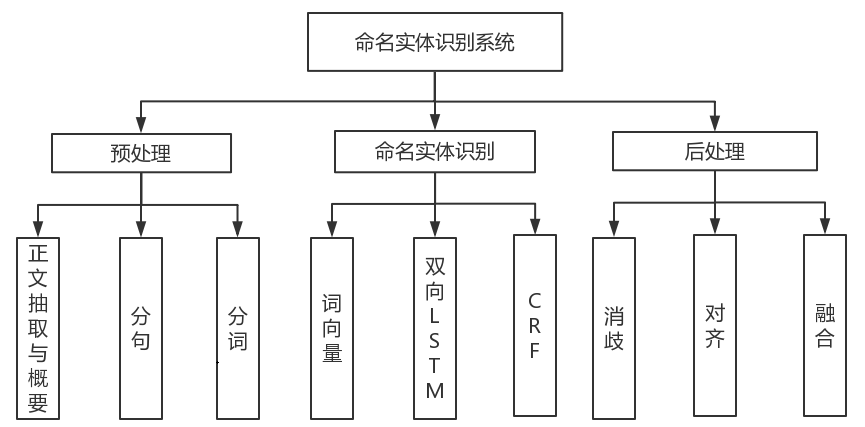 命名实体识别系统
预处理
命名实体识别
后处理
正文抽取与概要
分句
分词
词向量
双向LSTM
CRF
消歧
对齐
融合